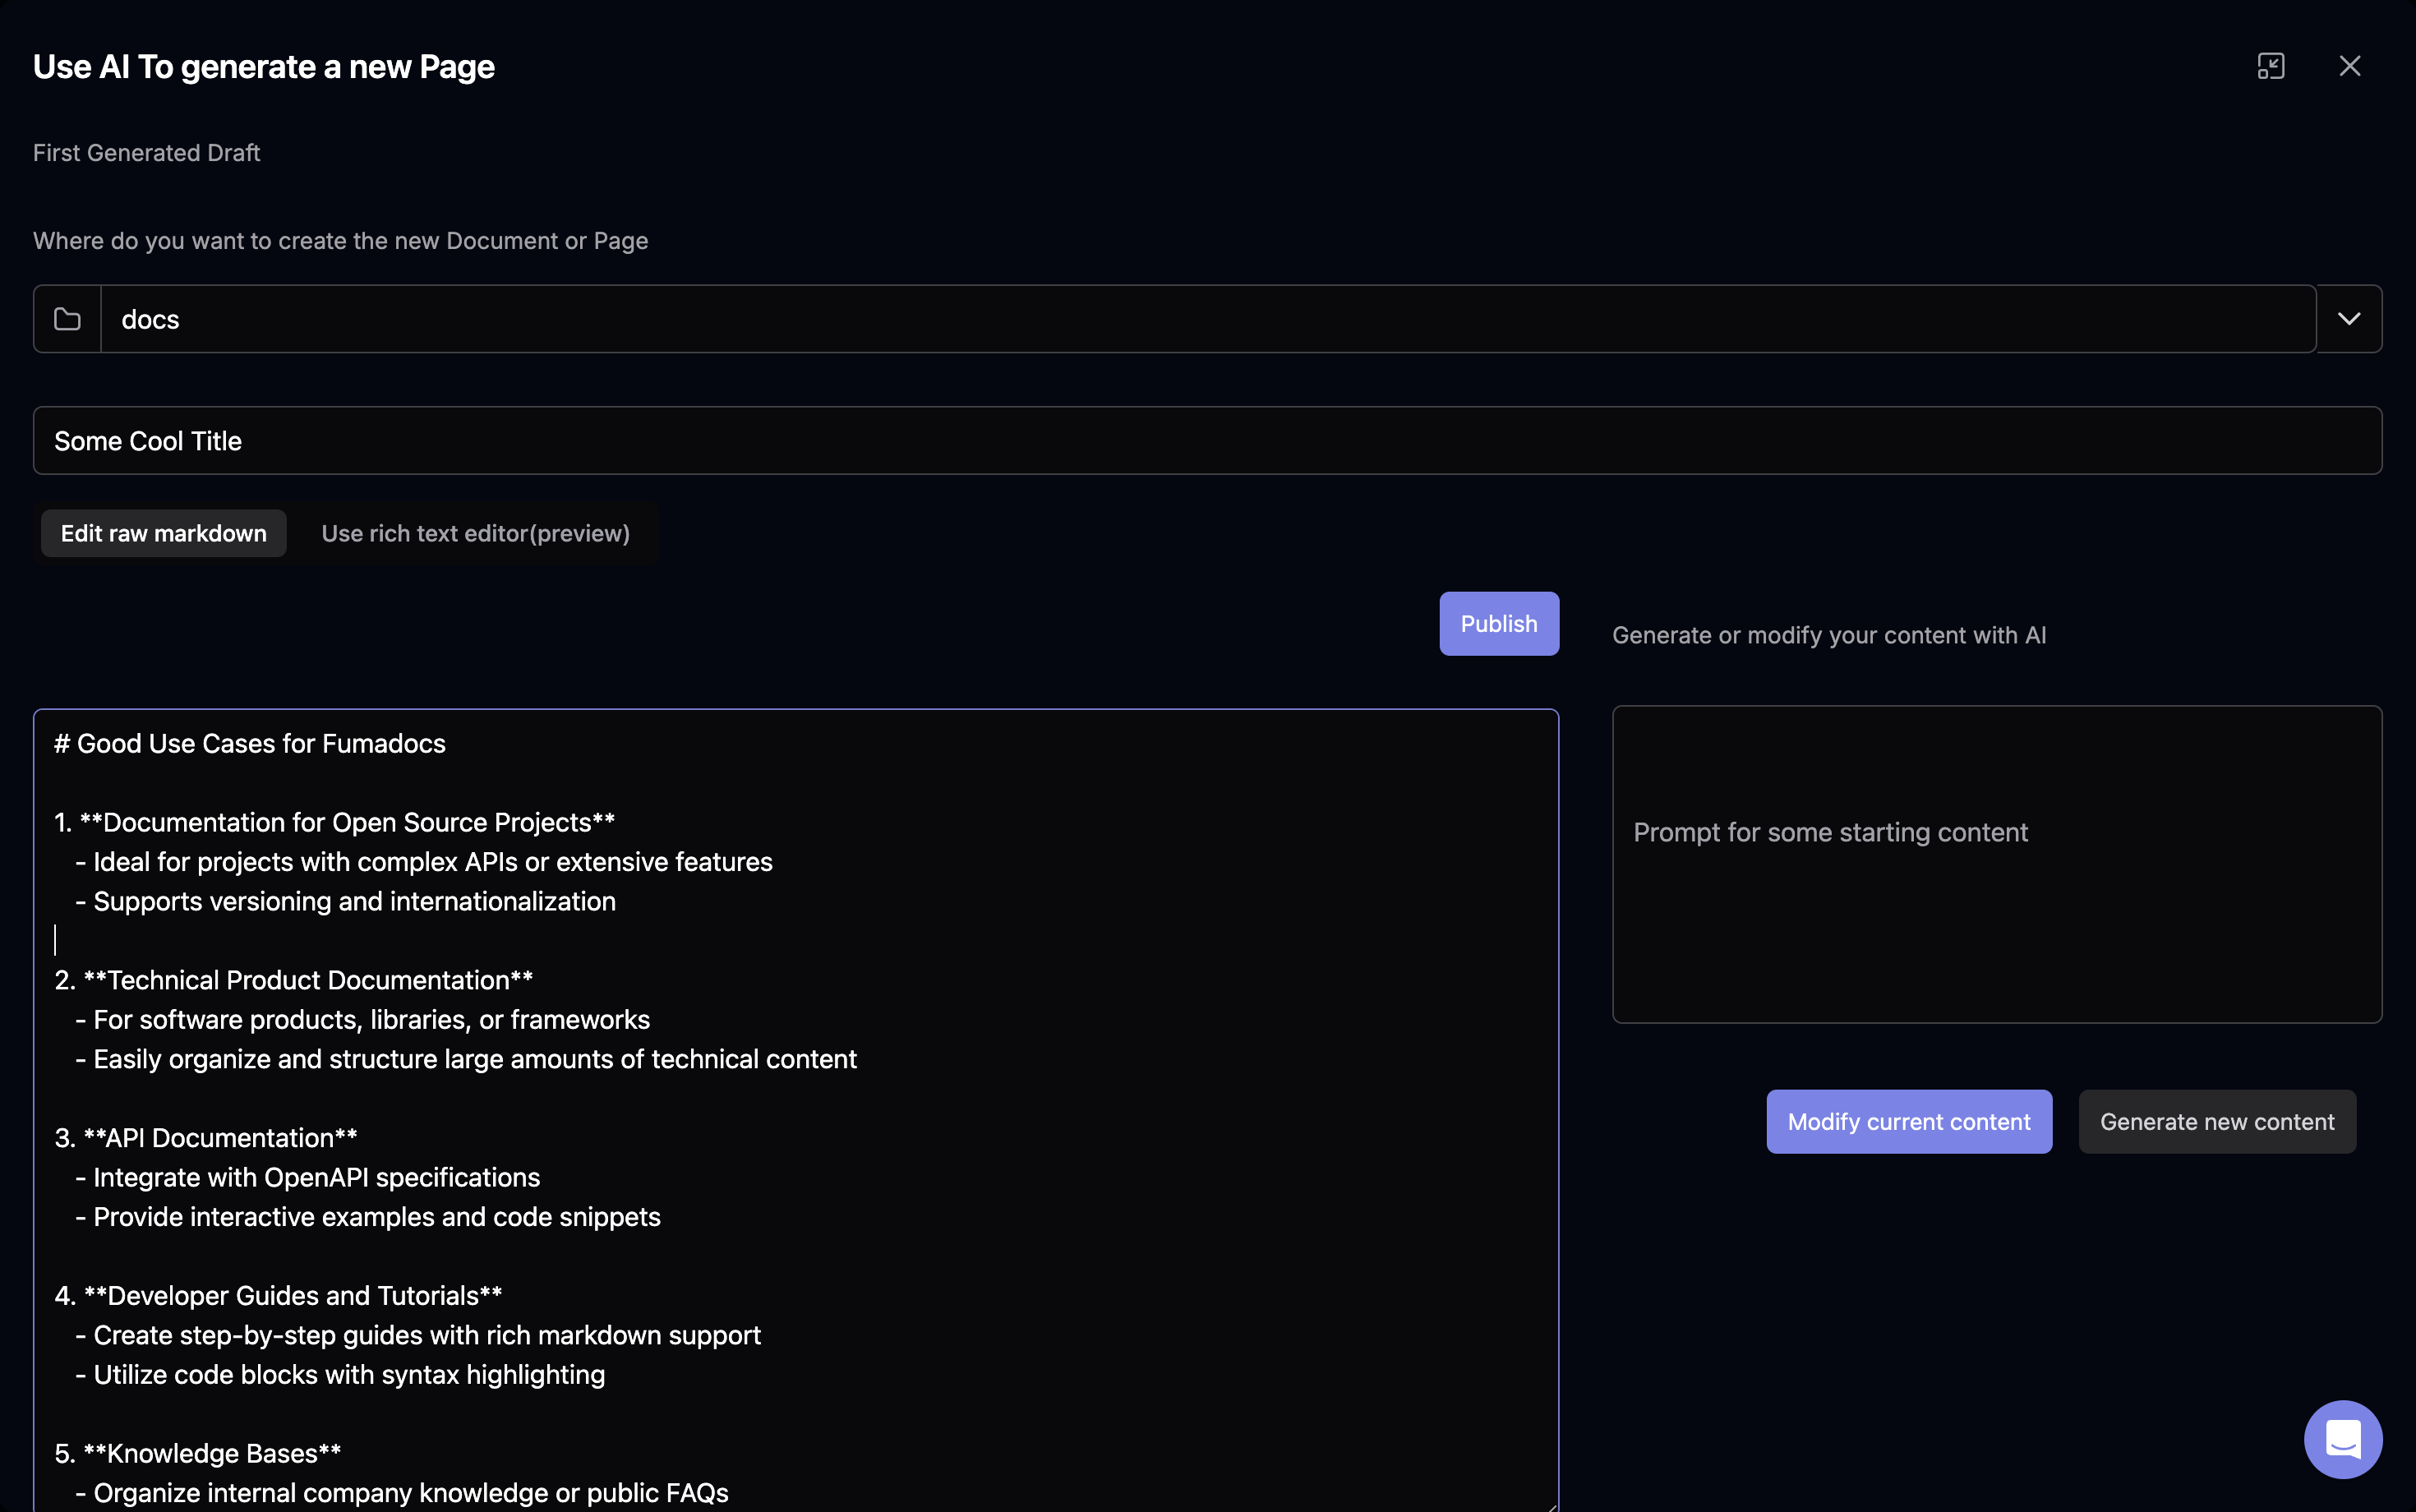 Use AI To generate a new Page
First Generated Draft
Where do you want to create the new Document or Page
docs
Some Cool Title
Edit raw markdown
Use rich text editor(preview)
Publish
Generate or modify your content with AI
# Good Use Cases for Fumadocs
1. **Documentation for Open Source Projects**
- Ideal for projects with complex APIs or extensive features
- Supports versioning and internationalization
2. **Technical Product Documentation**
- For software products, libraries, or frameworks
- Easily organize and structure large amounts of technical content
3. **API Documentation**
- Integrate with OpenAPI specifications
- Provide interactive examples and code snippets
4. **Developer Guides and Tutorials**
- Create step-by-step guides with rich markdown support
- Utilize code blocks with syntax highlighting
5. **Knowledge Bases**
- Organize internal company knowledge or public FAQs
Prompt for some starting content
Modify current content
Generate new content